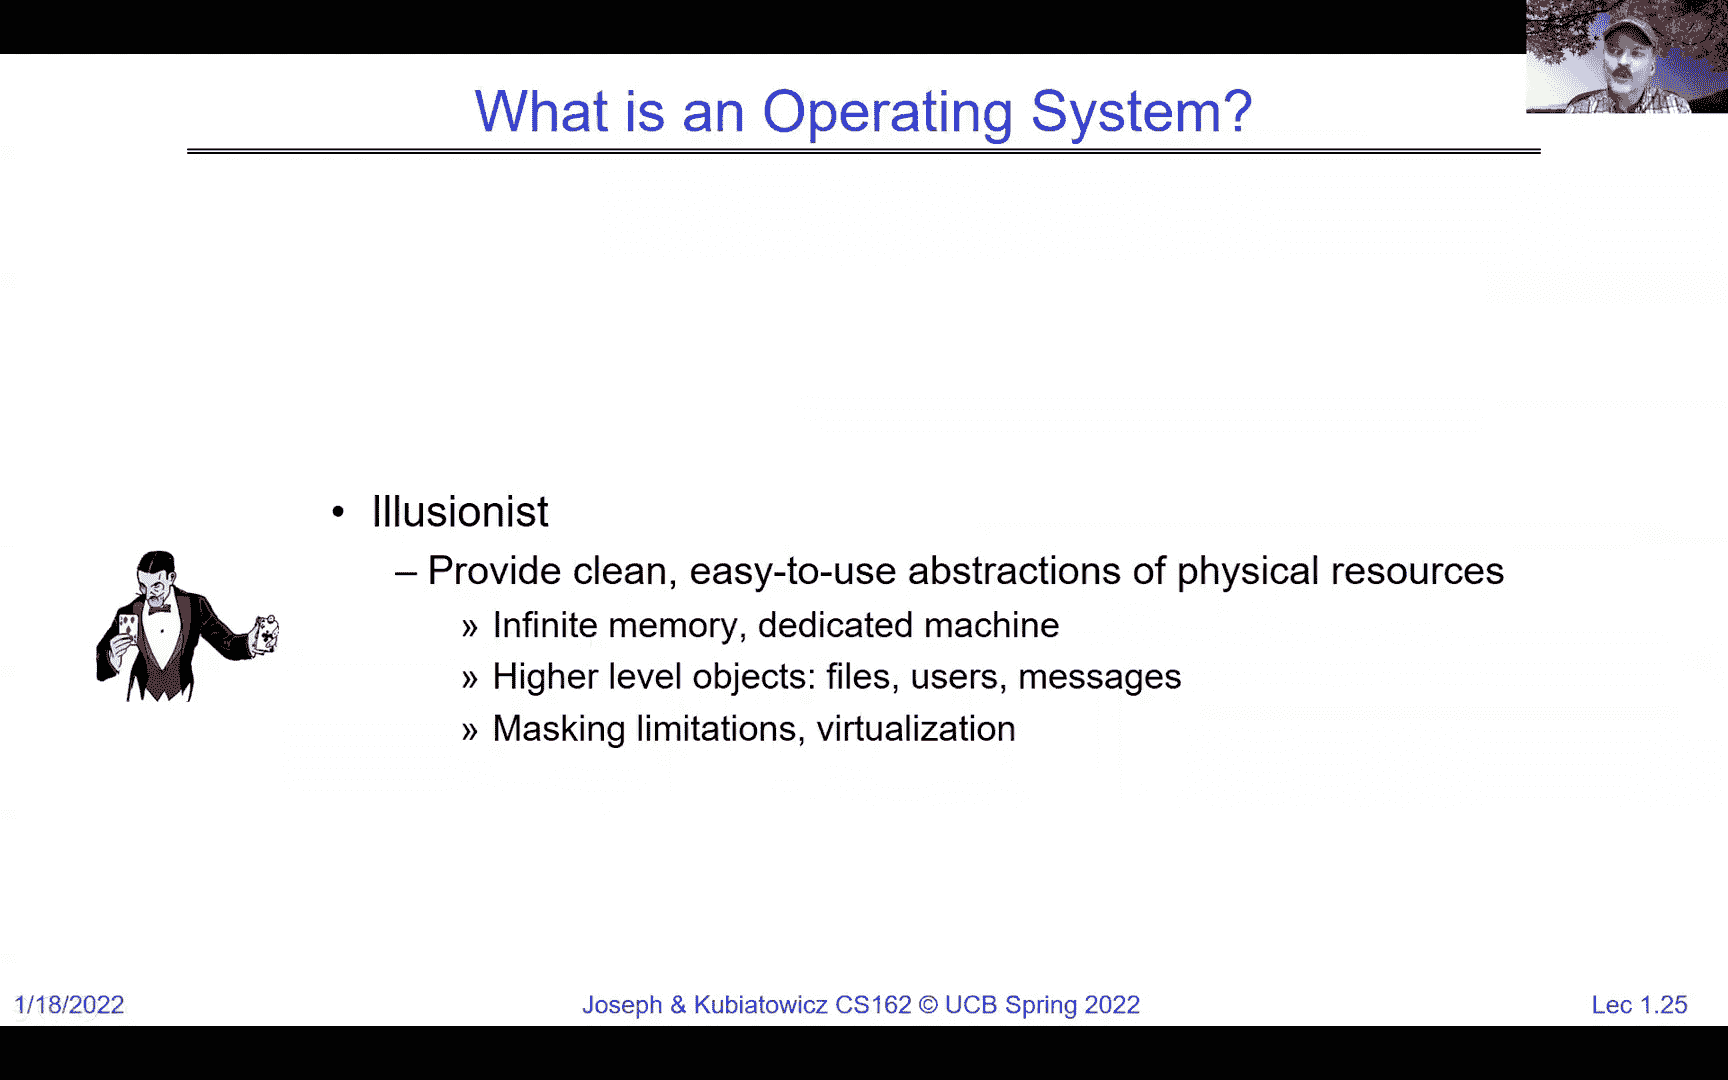 What is an Operating System?
• Illusionist
– Provide clean, easy-to-use abstractions of physical resources
» Infinite memory, dedicated machine
» Higher level objects: files, users, messages
» Masking limitations, virtualization
1/18/2022
Joseph & Kubiatowicz CS162 © UCB Spring 2022
Lec 1.25